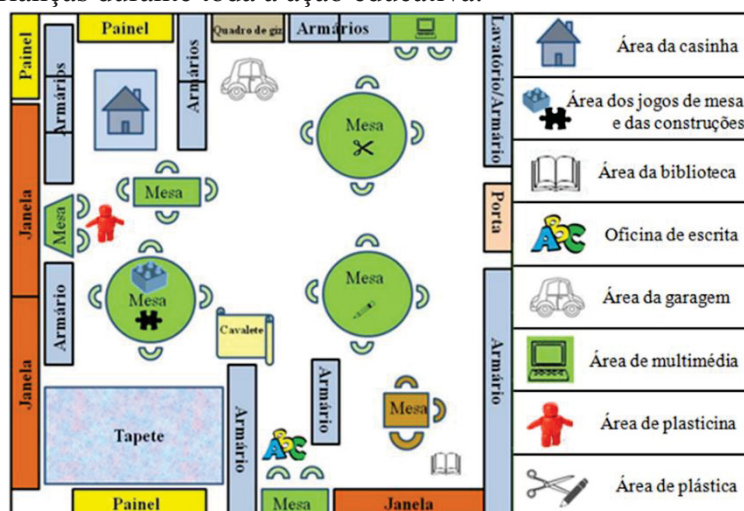 rianças durante toda a ação educativa.
Painel
Painel
Armários
Armários
Quadro de giz
Armários
Lavatório/Armário
Mesa
Janela
Mesa
Mesa
Porta
Mesa
Mesa
Armário
Cavalete
Janela
Tapete
Armário
Armário
Mesa
Armário
ABC
Painel
Mesa
Janela
Área da casinha
Área dos jogos de mesa
e das construções
Área da biblioteca
ABC
Oficina de escrita
Área da garagem
Área de multimédia
Área de plasticina
Área de plástica